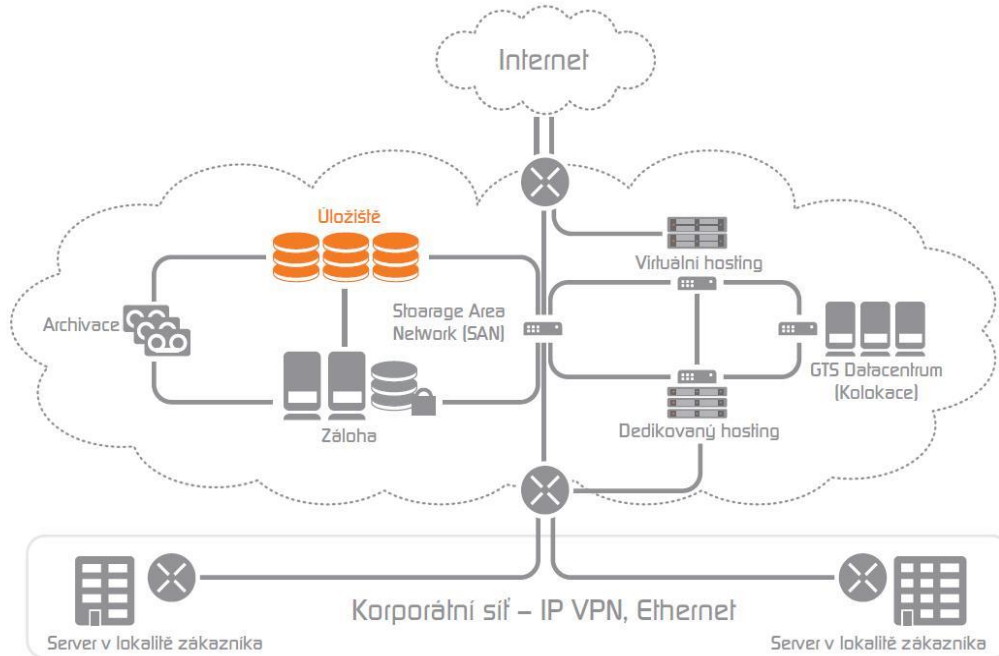 Internet
Úložiště
Virtuální hosting
Archivace
Stoarage Area
Network (SAN)
GTS Datacentrum
(Kolokace)
Záloha
Dedikovaný hosting
Korporátní síť – IP VPN, Ethernet
Server v lokalitě zákazníka
Server v lokalitě zákazníka